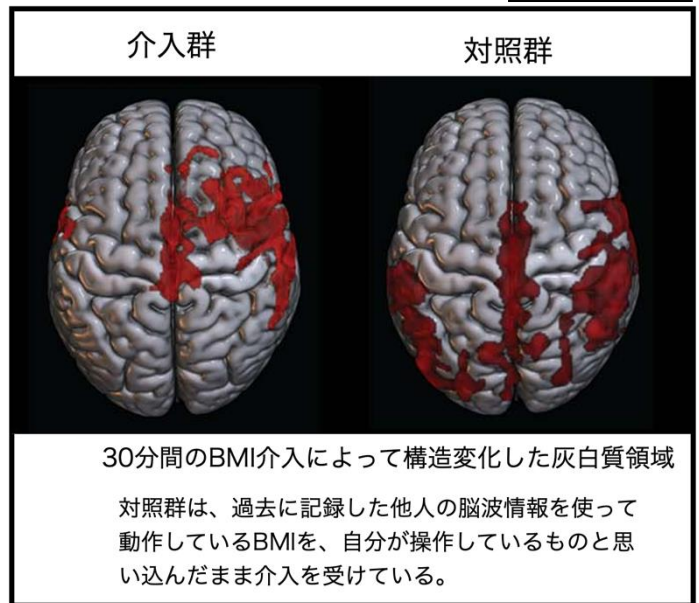 介入群
対照群
30分間のBMI介入によって構造変化した灰白質領域
対照群は、過去に記録した他人の脳波情報を使って
動作しているBMIを、自分が操作しているものと思
い込んだまま介入を受けている。